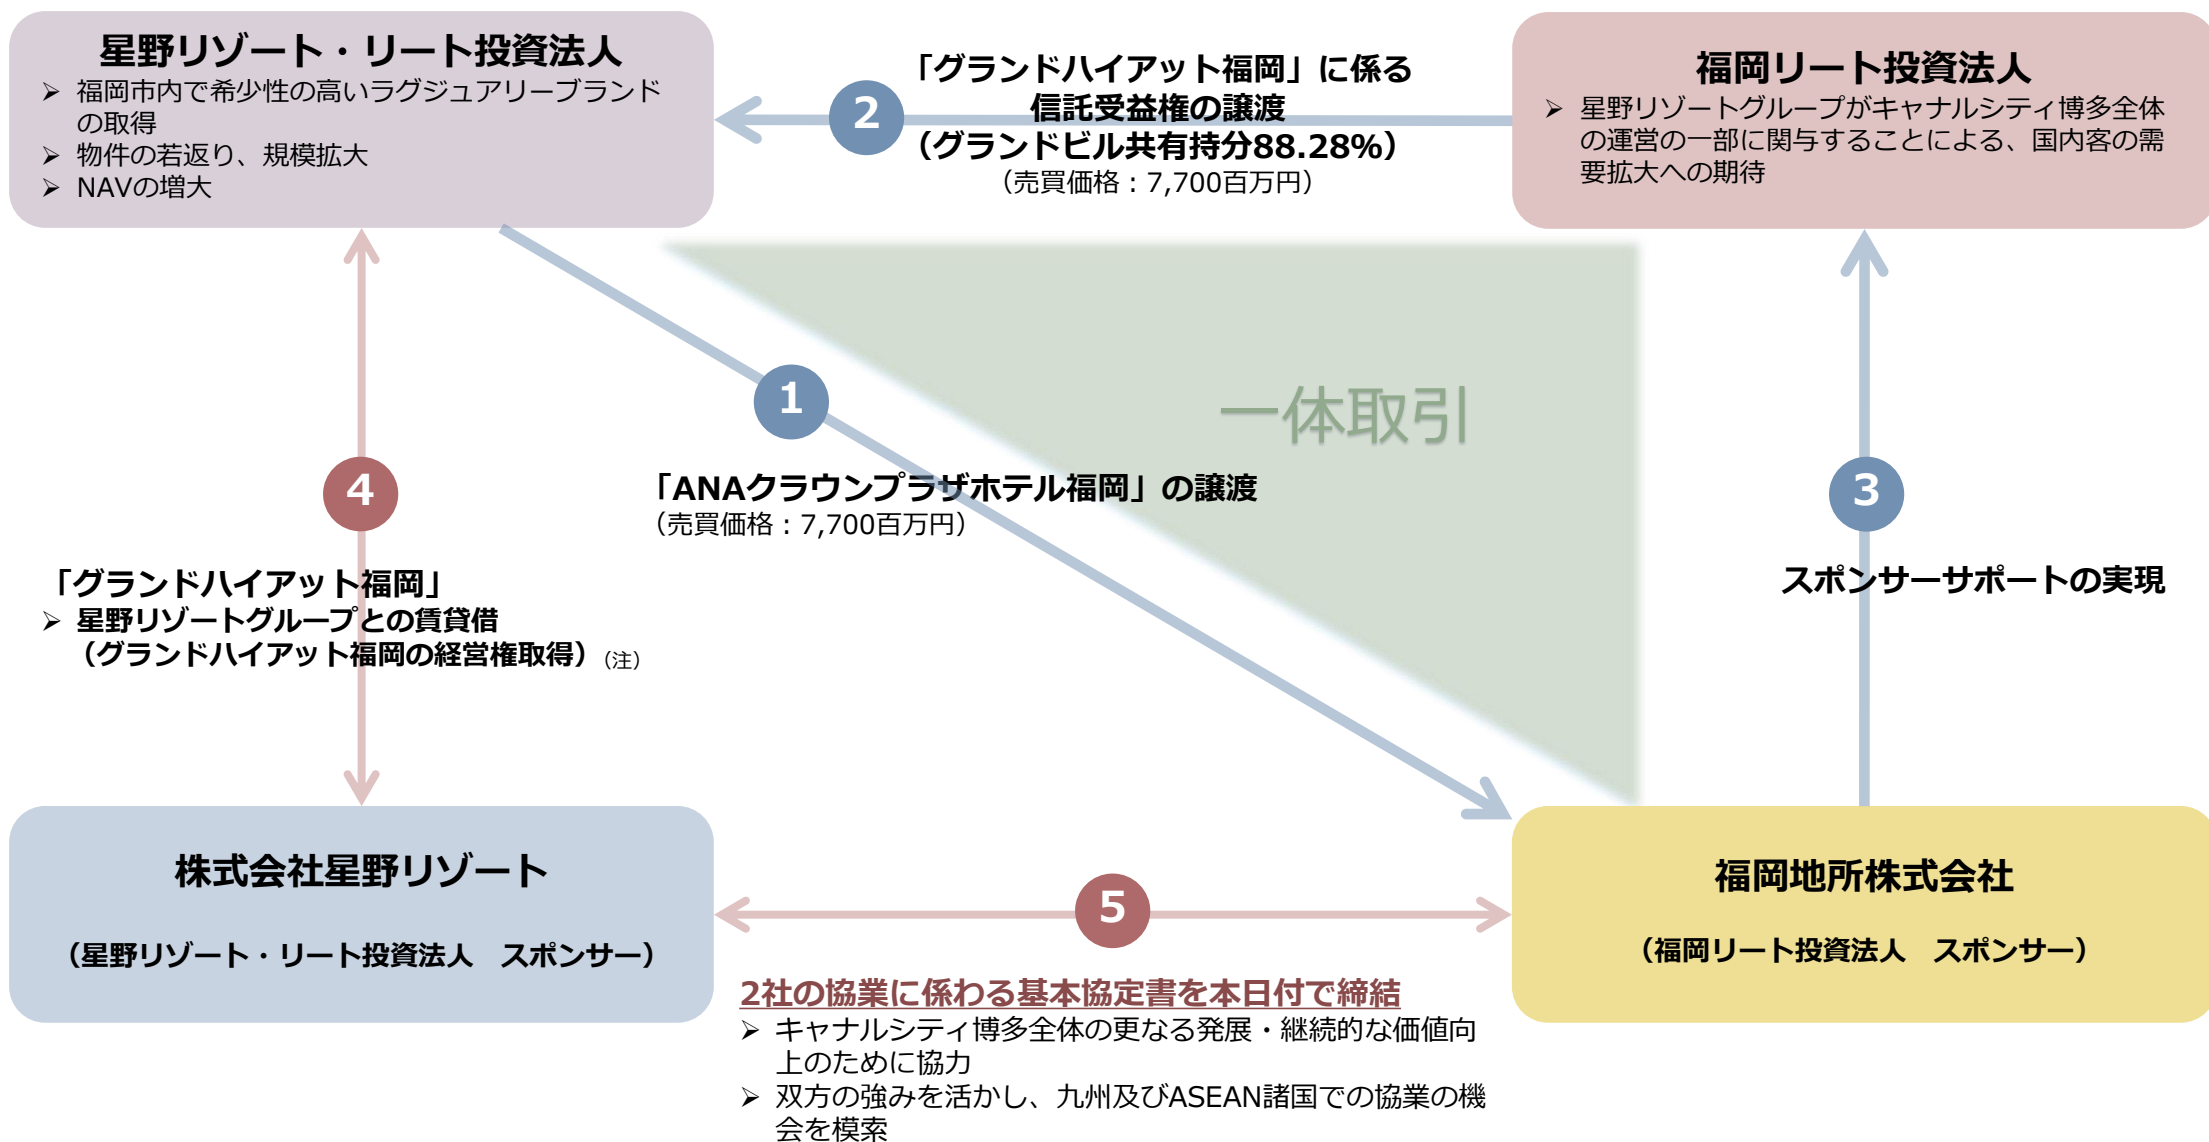 星野リゾート・リート投資法人
➢ 福岡市内で希少性の高いラグジュアリーブランド
の取得
➢ 物件の若返り、規模拡大
➢ NAVの増大
2
「グランドハイアット福岡」に係る
信託受益権の譲渡
（グランドビル共有持分88.28%）
（売買価格：7,700百万円）
福岡リート投資法人
➢ 星野リゾートグループがキャナルシティ博多全体
の運営の一部に関与することによる、国内客の需
要拡大への期待
一体取引
1
「ANAクラウンプラザホテル福岡」の譲渡
（売買価格：7,700百万円）
4
「グランドハイアット福岡」
➢ 星野リゾートグループとの賃貸借
（グランドハイアット福岡の経営権取得）（注）
3
スポンサーサポートの実現
株式会社星野リゾート
（星野リゾート・リート投資法人　スポンサー）
5
福岡地所株式会社
（福岡リート投資法人　スポンサー）
2社の協業に係わる基本協定書を本日付で締結
➢ キャナルシティ博多全体の更なる発展・継続的な価値向
上のために協力
➢ 双方の強みを活かし、九州及びASEAN諸国での協業の機
会を模索